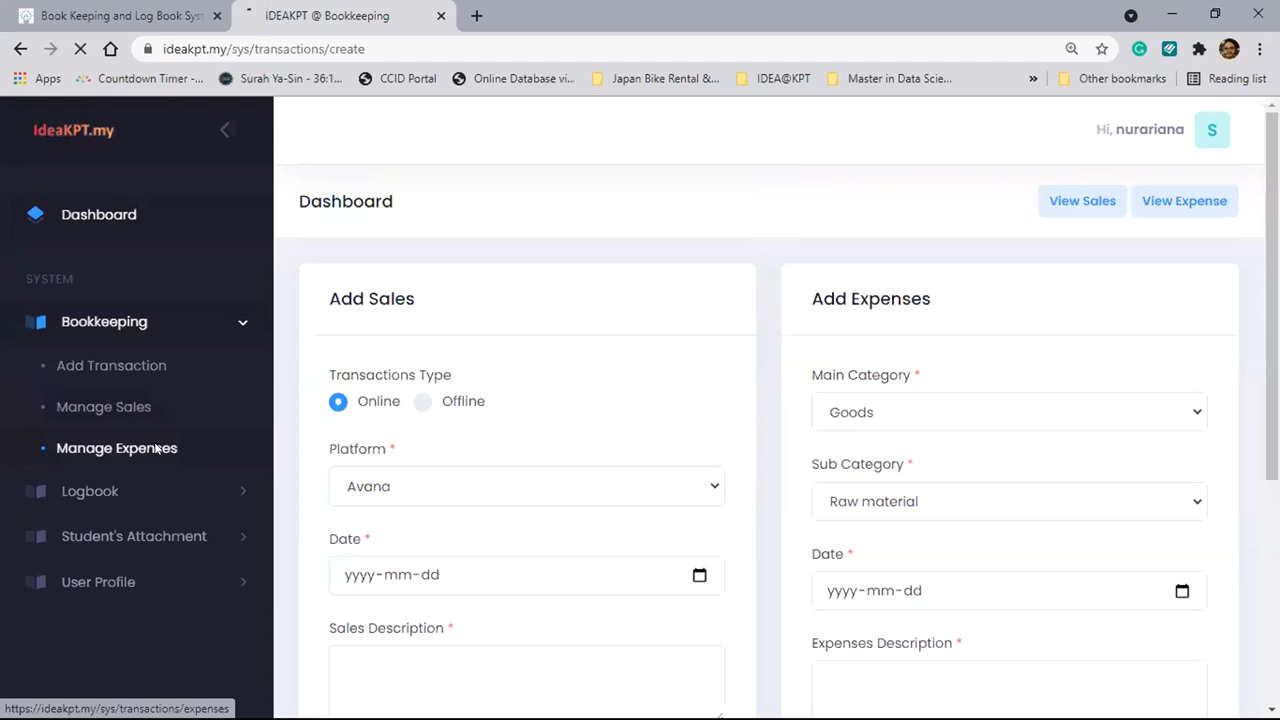 Book Keeping and Log Book Syst
IDEAKPT @ Bookkeeping
ideakpt.my/sys/transactions/create
Apps
Countdown Timer -...
Surah Ya-Sin - 36:1...
CCID Portal
Online Database vi...
Japan Bike Rental &...
IDEA@KPT
Master in Data Scie...
»
Other bookmarks
Reading list
IdeaKPT.my
Hi, nurariana
S
Dashboard
Dashboard
View Sales
View Expense
SYSTEM
Bookkeeping
Add Transaction
Manage Sales
Manage Expenses
Logbook
Student's Attachment
User Profile
Add Sales
Transactions Type
Online
Offline
Platform *
Avana
Date *
yyyy-mm-dd
Sales Description *
Add Expenses
Main Category *
Goods
Sub Category *
Raw material
Date *
yyyy-mm-dd
Expenses Description *
https://ideakpt.my/sys/transactions/expenses